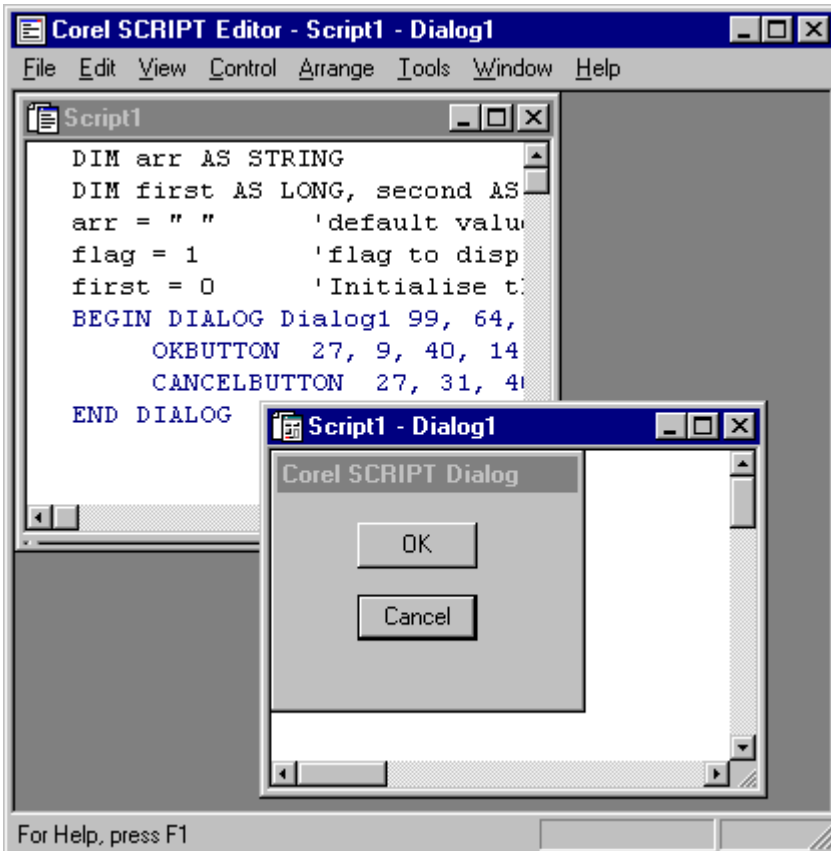 Corel SCRIPT Editor - Script1 - Dialog1
File Edit View Control Arrange Tools Window Help
Script1
DIM arr AS STRING
DIM first AS LONG, second AS
arr = " " 'default valu
flag = 1 'flag to disp
first = 0 'Initialise t
BEGIN DIALOG Dialog1 99, 64,
OKBUTTON 27, 9, 40, 14
CANCELBUTTON 27, 31, 4
END DIALOG
Script1 - Dialog1
Corel SCRIPT Dialog
OK
Cancel
For Help, press F1